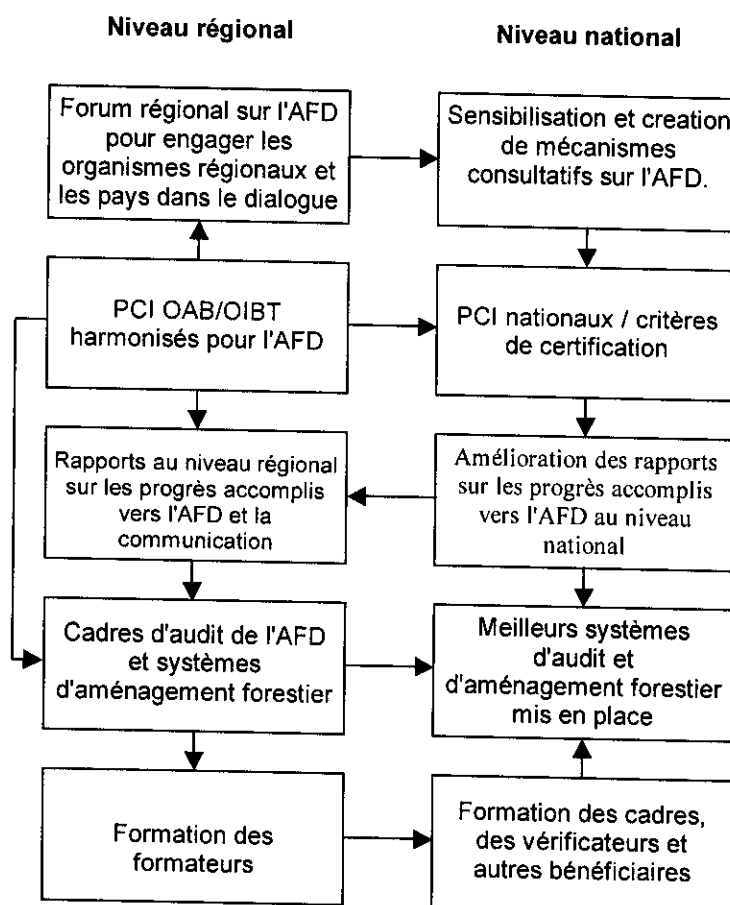 Niveau régional
Niveau national
Forum régional sur l'AFD
pour engager les
organismes régionaux et
les pays dans le dialogue
Sensibilisation et creation
de mécanismes
consultatifs sur l'AFD.
PCI OAB/OIBT
harmonisés pour l'AFD
PCI nationaux / critères
de certification
Rapports au niveau régional
sur les progrès accomplis
vers l'AFD et la
communication
Amélioration des rapports
sur les progrès accomplis
vers l'AFD au niveau
national
Cadres d'audit de l'AFD
et systèmes
d'aménagement forestier
Meilleurs systèmes
d'audit et
d'aménagement forestier
mis en place
Formation des
formateurs
Formation des cadres,
des vérificateurs et
autres bénéficiaires